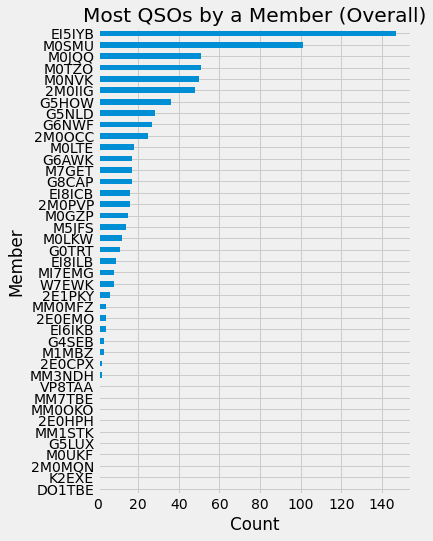 Most QSOs by a Member (Overall)
EI5IYB
M0SMU
M0JQQ
M0TZO
M0NVK
2M0IIG
G5HOW
G5NLD
G6NWF
2M0OCC
M0LTE
G6AWK
M7GET
G8CAP
EI8ICB
2M0PVP
M0GZP
M5JFS
M0LKW
G0TRT
EI8ILB
MI7EMG
W7EWK
2E1PKY
MM0MFZ
2E0EMO
EI6IKB
G4SEB
M1MBZ
2E0CPX
MM3NDH
VP8TAA
MM7TBE
MM0OKO
2E0HPH
MM1STK
G5LUX
M0UKF
2M0MQN
K2EXE
DO1TBE
Member
0 20 40 60 80 100 120 140
Count